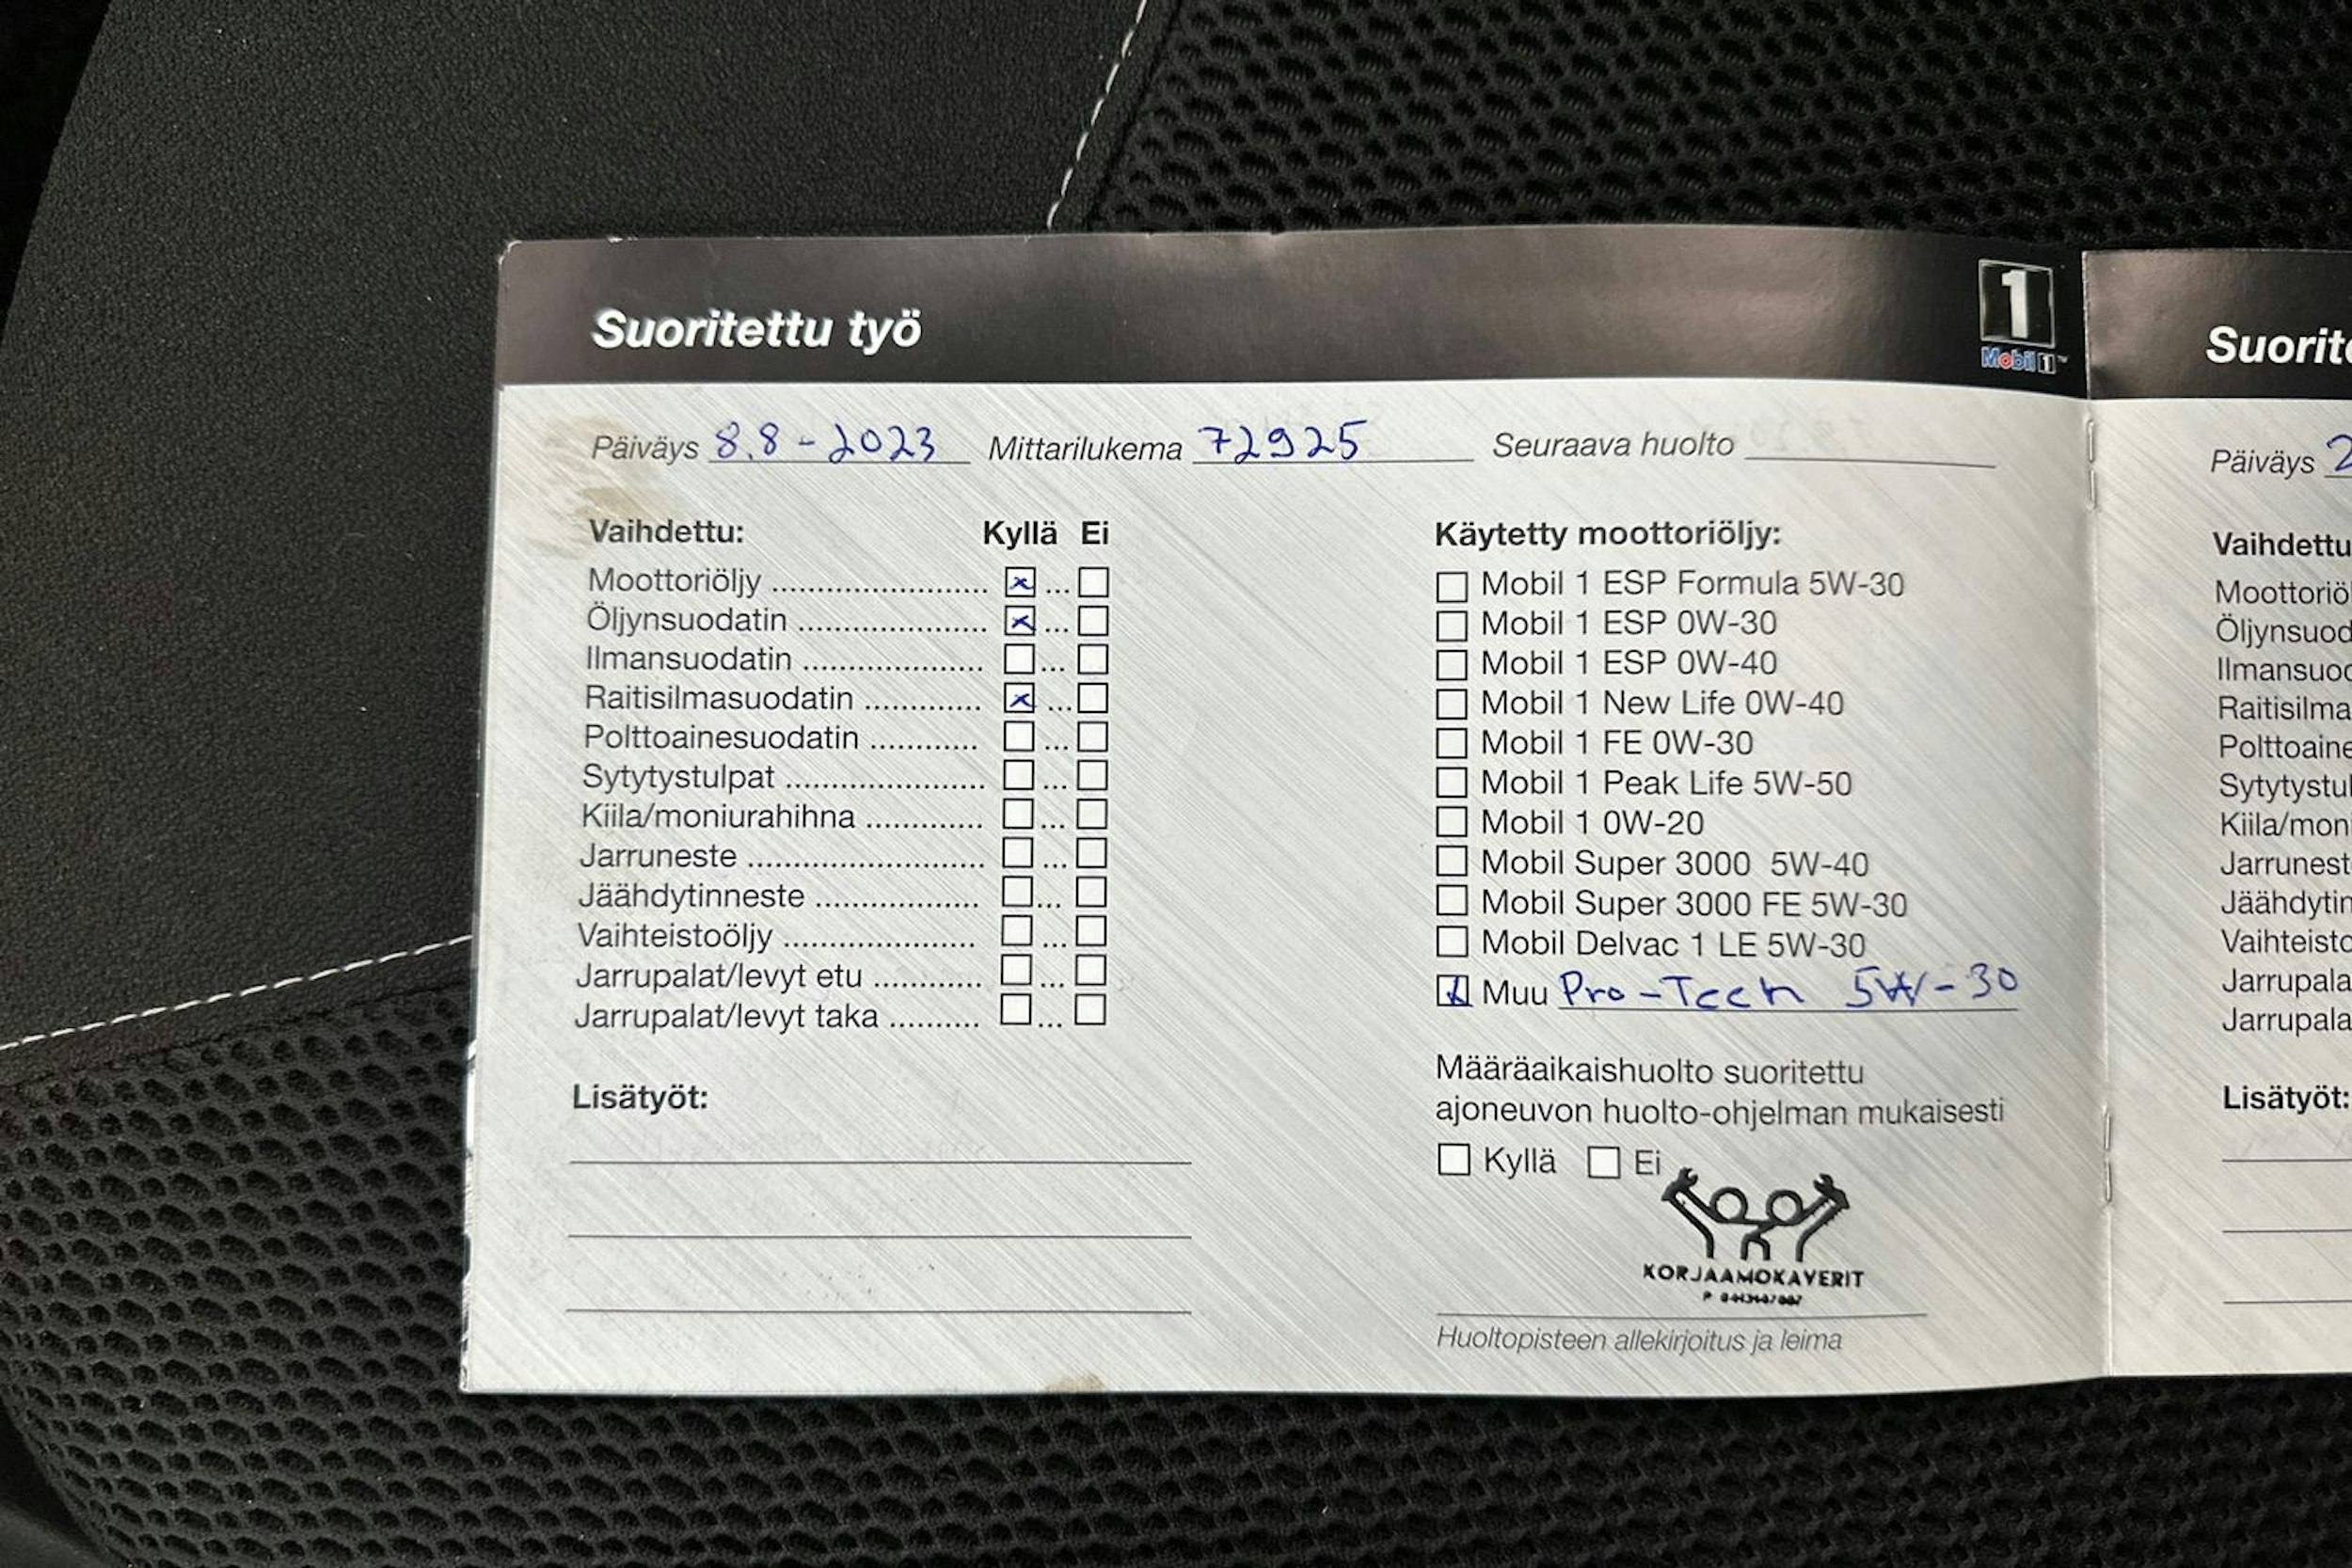 Suoritettu työ
1
Mobil 1™
Päiväys 8.8-2023 Mittarilukema 72925 Seuraava huolto
Vaihdettu: Kyllä Ei
Moottoriöljy
Öljynsuodatin
Ilmansuodatin
Raitisilmasuodatin
Polttoainesuodatin
Sytytystulpat
Kiila/moniurahihna
Jarruneste
Jäähdytinneste
Vaihteistoöljy
Jarrupalat/levyt etu
Jarrupalat/levyt taka
Lisätyöt:
Käytetty moottoriöljy:
Mobil 1 ESP Formula 5W-30
Mobil 1 ESP 0W-30
Mobil 1 ESP 0W-40
Mobil 1 New Life 0W-40
Mobil 1 FE 0W-30
Mobil 1 Peak Life 5W-50
Mobil 1 0W-20
Mobil Super 3000 5W-40
Mobil Super 3000 FE 5W-30
Mobil Delvac 1 LE 5W-30
Muu Pro-Tech 5W-30
Määräaikaishuolto suoritettu
ajoneuvon huolto-ohjelman mukaisesti
Kyllä Ei
KORJAAMOKAVERIT
Huoltopisteen allekirjoitus ja leima
Suorite
Päiväys 2
Vaihdettu
Moottoriöl
Öljynsuod
Ilmansuod
Raitisilma
Polttoaine
Sytytystul
Kiila/moni
Jarrunest
Jäähdytin
Vaihteisto
Jarrupala
Jarrupala
Lisätyöt: